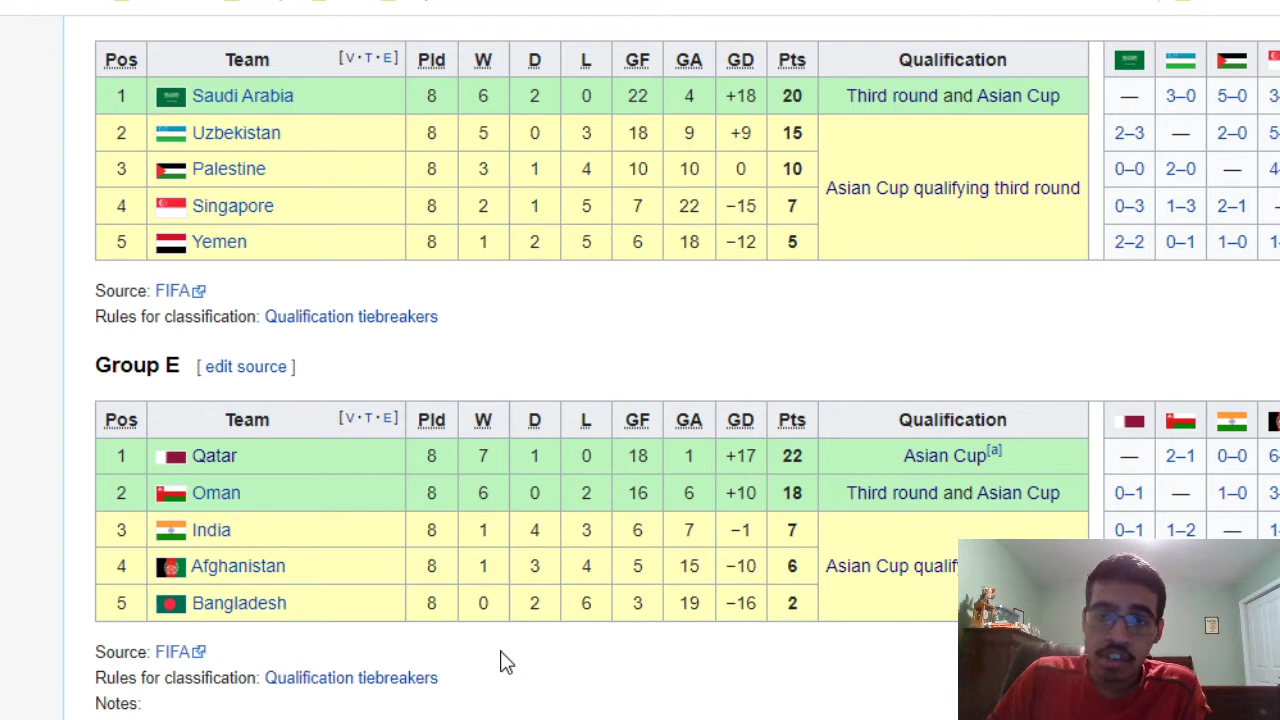 Pos Team [V·T·E] Pld W D L GF GA GD Pts Qualification
1 Saudi Arabia 8 6 2 0 22 4 +18 20 Third round and Asian Cup — 3–0 5–0
2 Uzbekistan 8 5 0 3 18 9 +9 15 2–3 — 2–0
3 Palestine 8 3 1 4 10 10 0 10 0–0 2–0 —
Asian Cup qualifying third round
4 Singapore 8 2 1 5 7 22 −15 7 0–3 1–3 2–1
5 Yemen 8 1 2 5 6 18 −12 5 2–2 0–1 1–0
Source: FIFA
Rules for classification: Qualification tiebreakers
Group E [ edit source ]
Pos Team [V·T·E] Pld W D L GF GA GD Pts Qualification
1 Qatar 8 7 1 0 18 1 +17 22 Asian Cup[a] — 2–1 0–0
2 Oman 8 6 0 2 16 6 +10 18 Third round and Asian Cup 0–1 — 1–0
3 India 8 1 4 3 6 7 −1 7 0–1 1–2 —
4 Afghanistan 8 1 3 4 5 15 −10 6 Asian Cup
5 Bangladesh 8 0 2 6 3 19 −16 2
Source: FIFA
Rules for classification: Qualification tiebreakers
Notes: